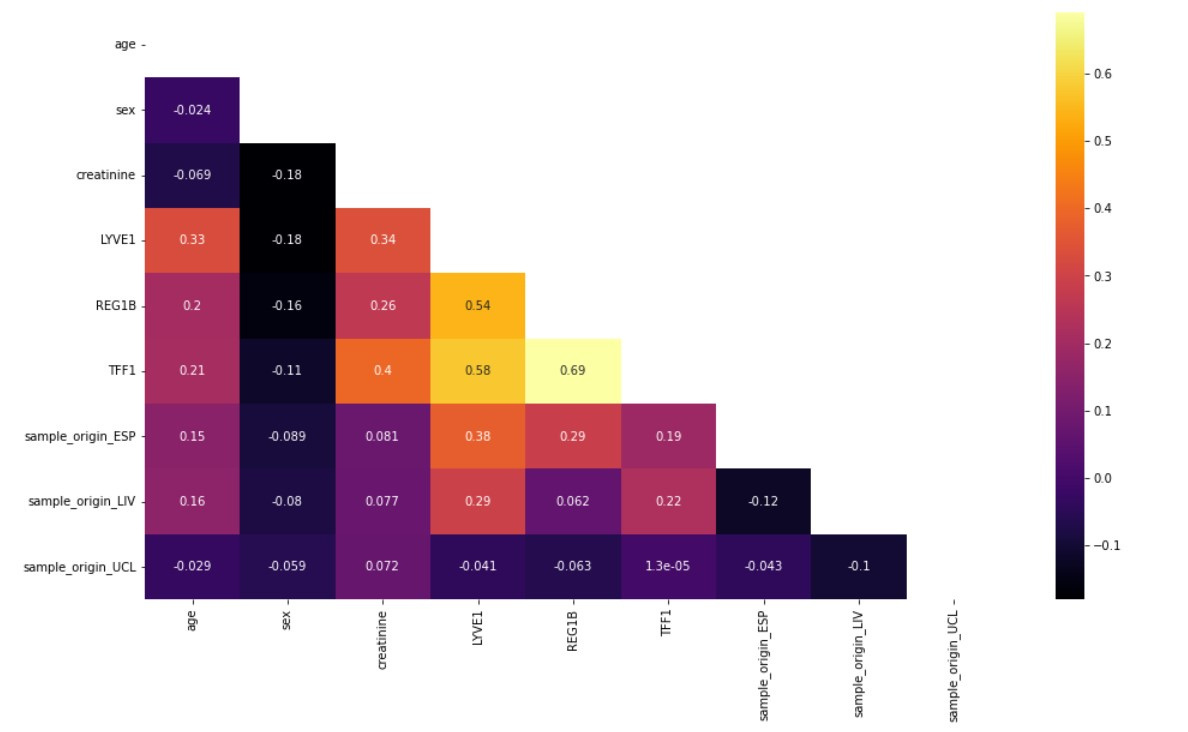 age
sex -0.024
creatinine -0.069 -0.18
LYVE1 0.33 -0.18 0.34
REG1B 0.2 -0.16 0.26 0.54
TFF1 0.21 -0.11 0.4 0.58 0.69
sample_origin_ESP 0.15 -0.089 0.081 0.38 0.29 0.19
sample_origin_LIV 0.16 -0.08 0.077 0.29 0.062 0.22 -0.12
sample_origin_UCL -0.029 -0.059 0.072 -0.041 -0.063 1.3e-05 -0.043 -0.1
age
sex
creatinine
LYVE1
REG1B
TFF1
sample_origin_ESP
sample_origin_LIV
sample_origin_UCL
0.6
0.5
0.4
0.3
0.2
0.1
0.0
−0.1